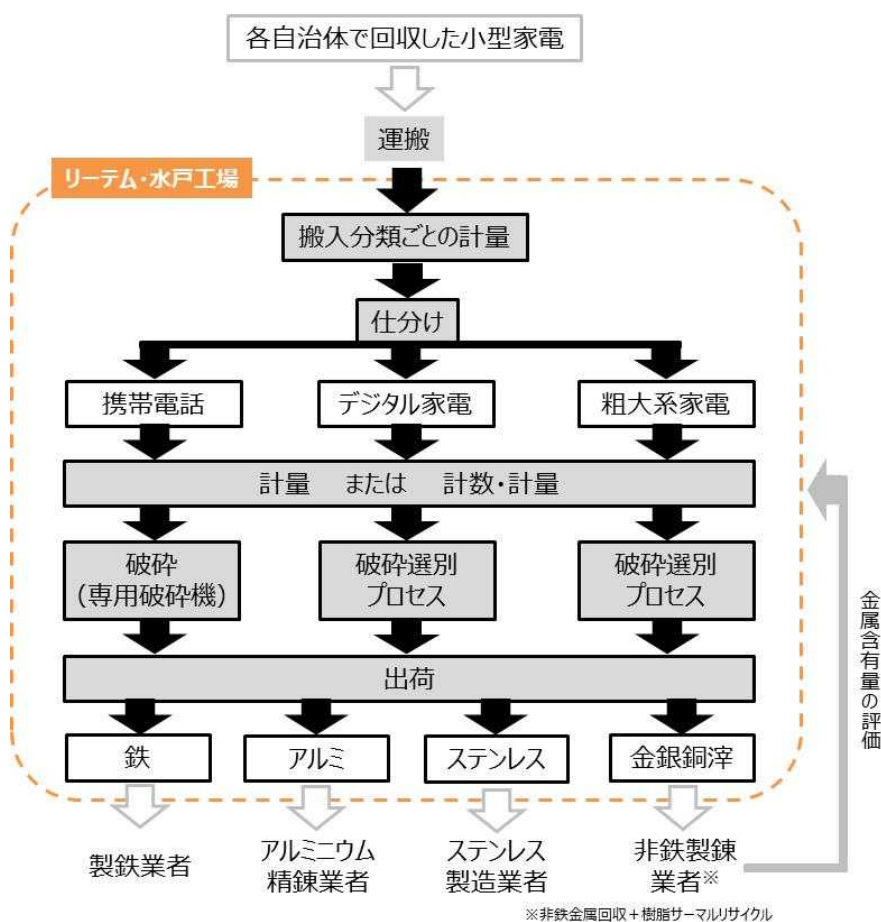 各自治体で回収した小型家電
運搬
リーテム・水戸工場
搬入分類ごとの計量
仕分け
携帯電話
デジタル家電
粗大系家電
計量 または 計数・計量
破砕
(専用破砕機)
破砕選別
プロセス
破砕選別
プロセス
出荷
鉄
アルミ
ステンレス
金銀銅滓
製鉄業者
アルミニウム
精錬業者
ステンレス
製造業者
非鉄製錬
業者※
金属含有量の評価
※非鉄金属回収+樹脂サーマルリサイクル